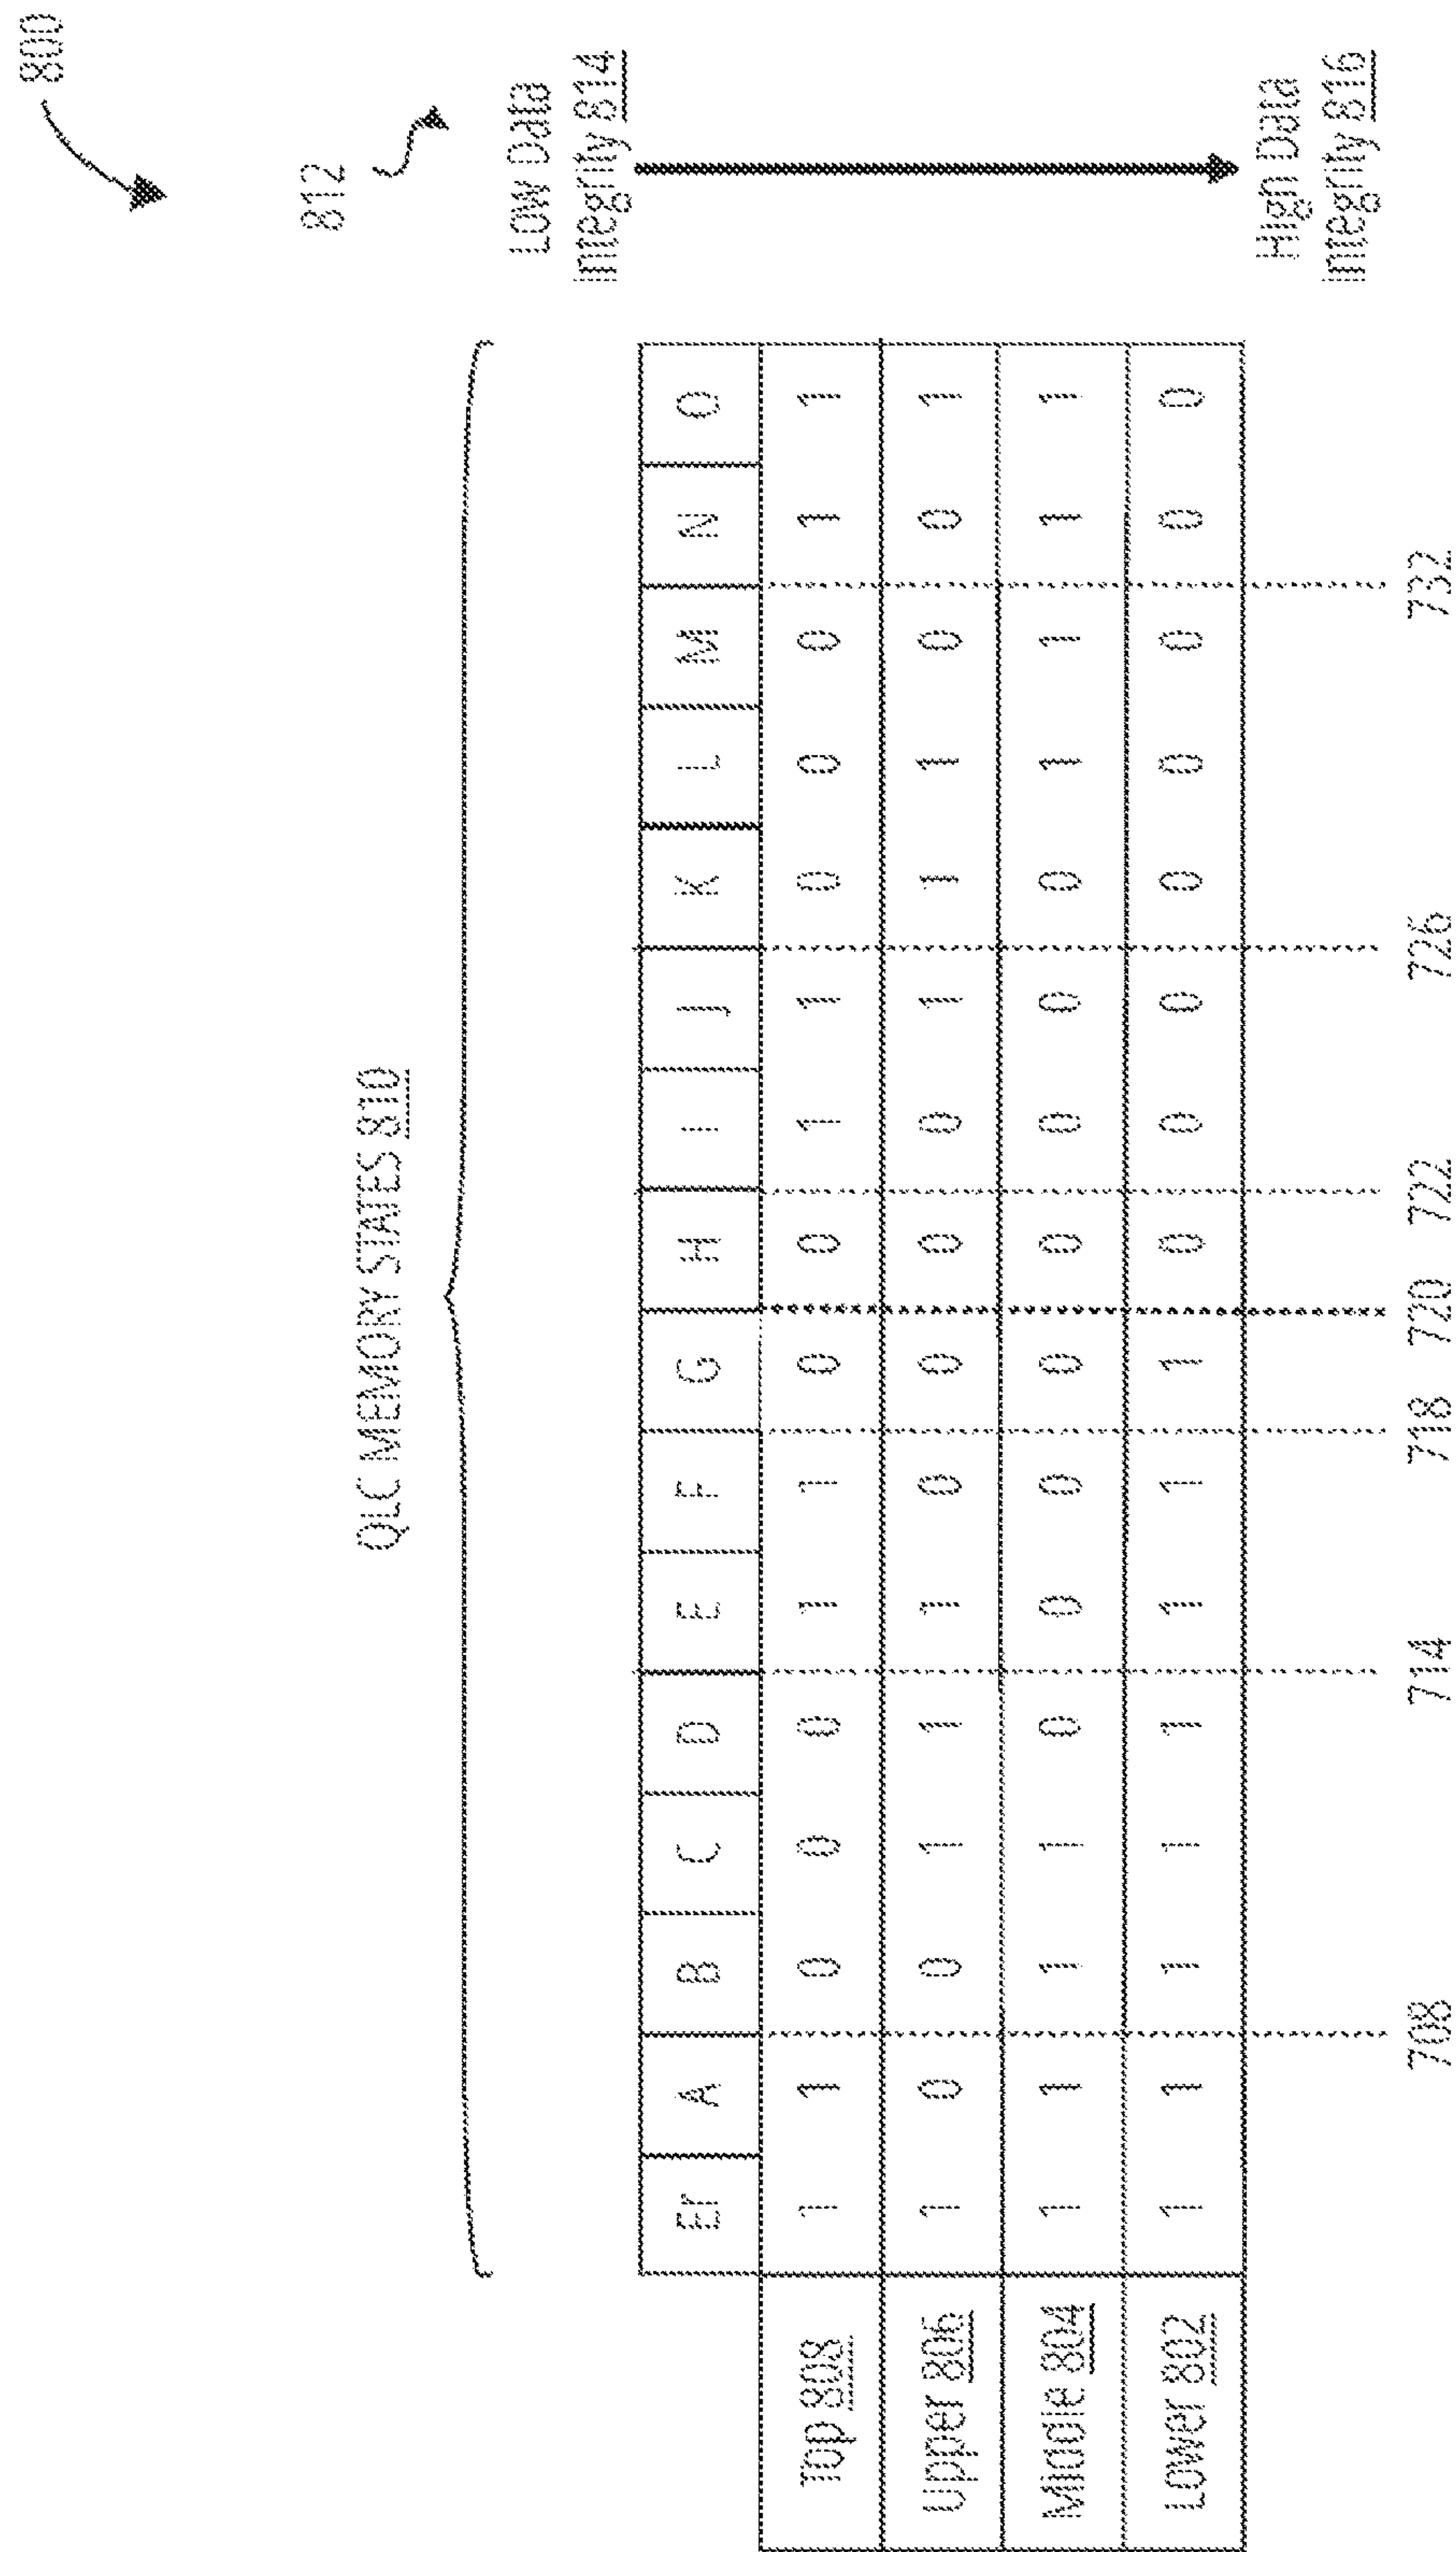 800
812
QLC MEMORY STATES 810
Low Data
Integrity 814
Er A B C D E F G H I J K L M N O
Top 808 1 1 0 0 0 1 1 0 0 1 1 0 0 0 1 1
Upper 806 1 0 0 1 1 1 0 0 0 0 1 1 1 0 0 1
Middle 804 1 1 1 1 0 0 0 0 0 0 0 0 1 1 1 1
Lower 802 1 1 1 1 1 1 1 1 0 0 0 0 0 0 0 0
High Data
Integrity 816
708 714 718 720 722 726 732